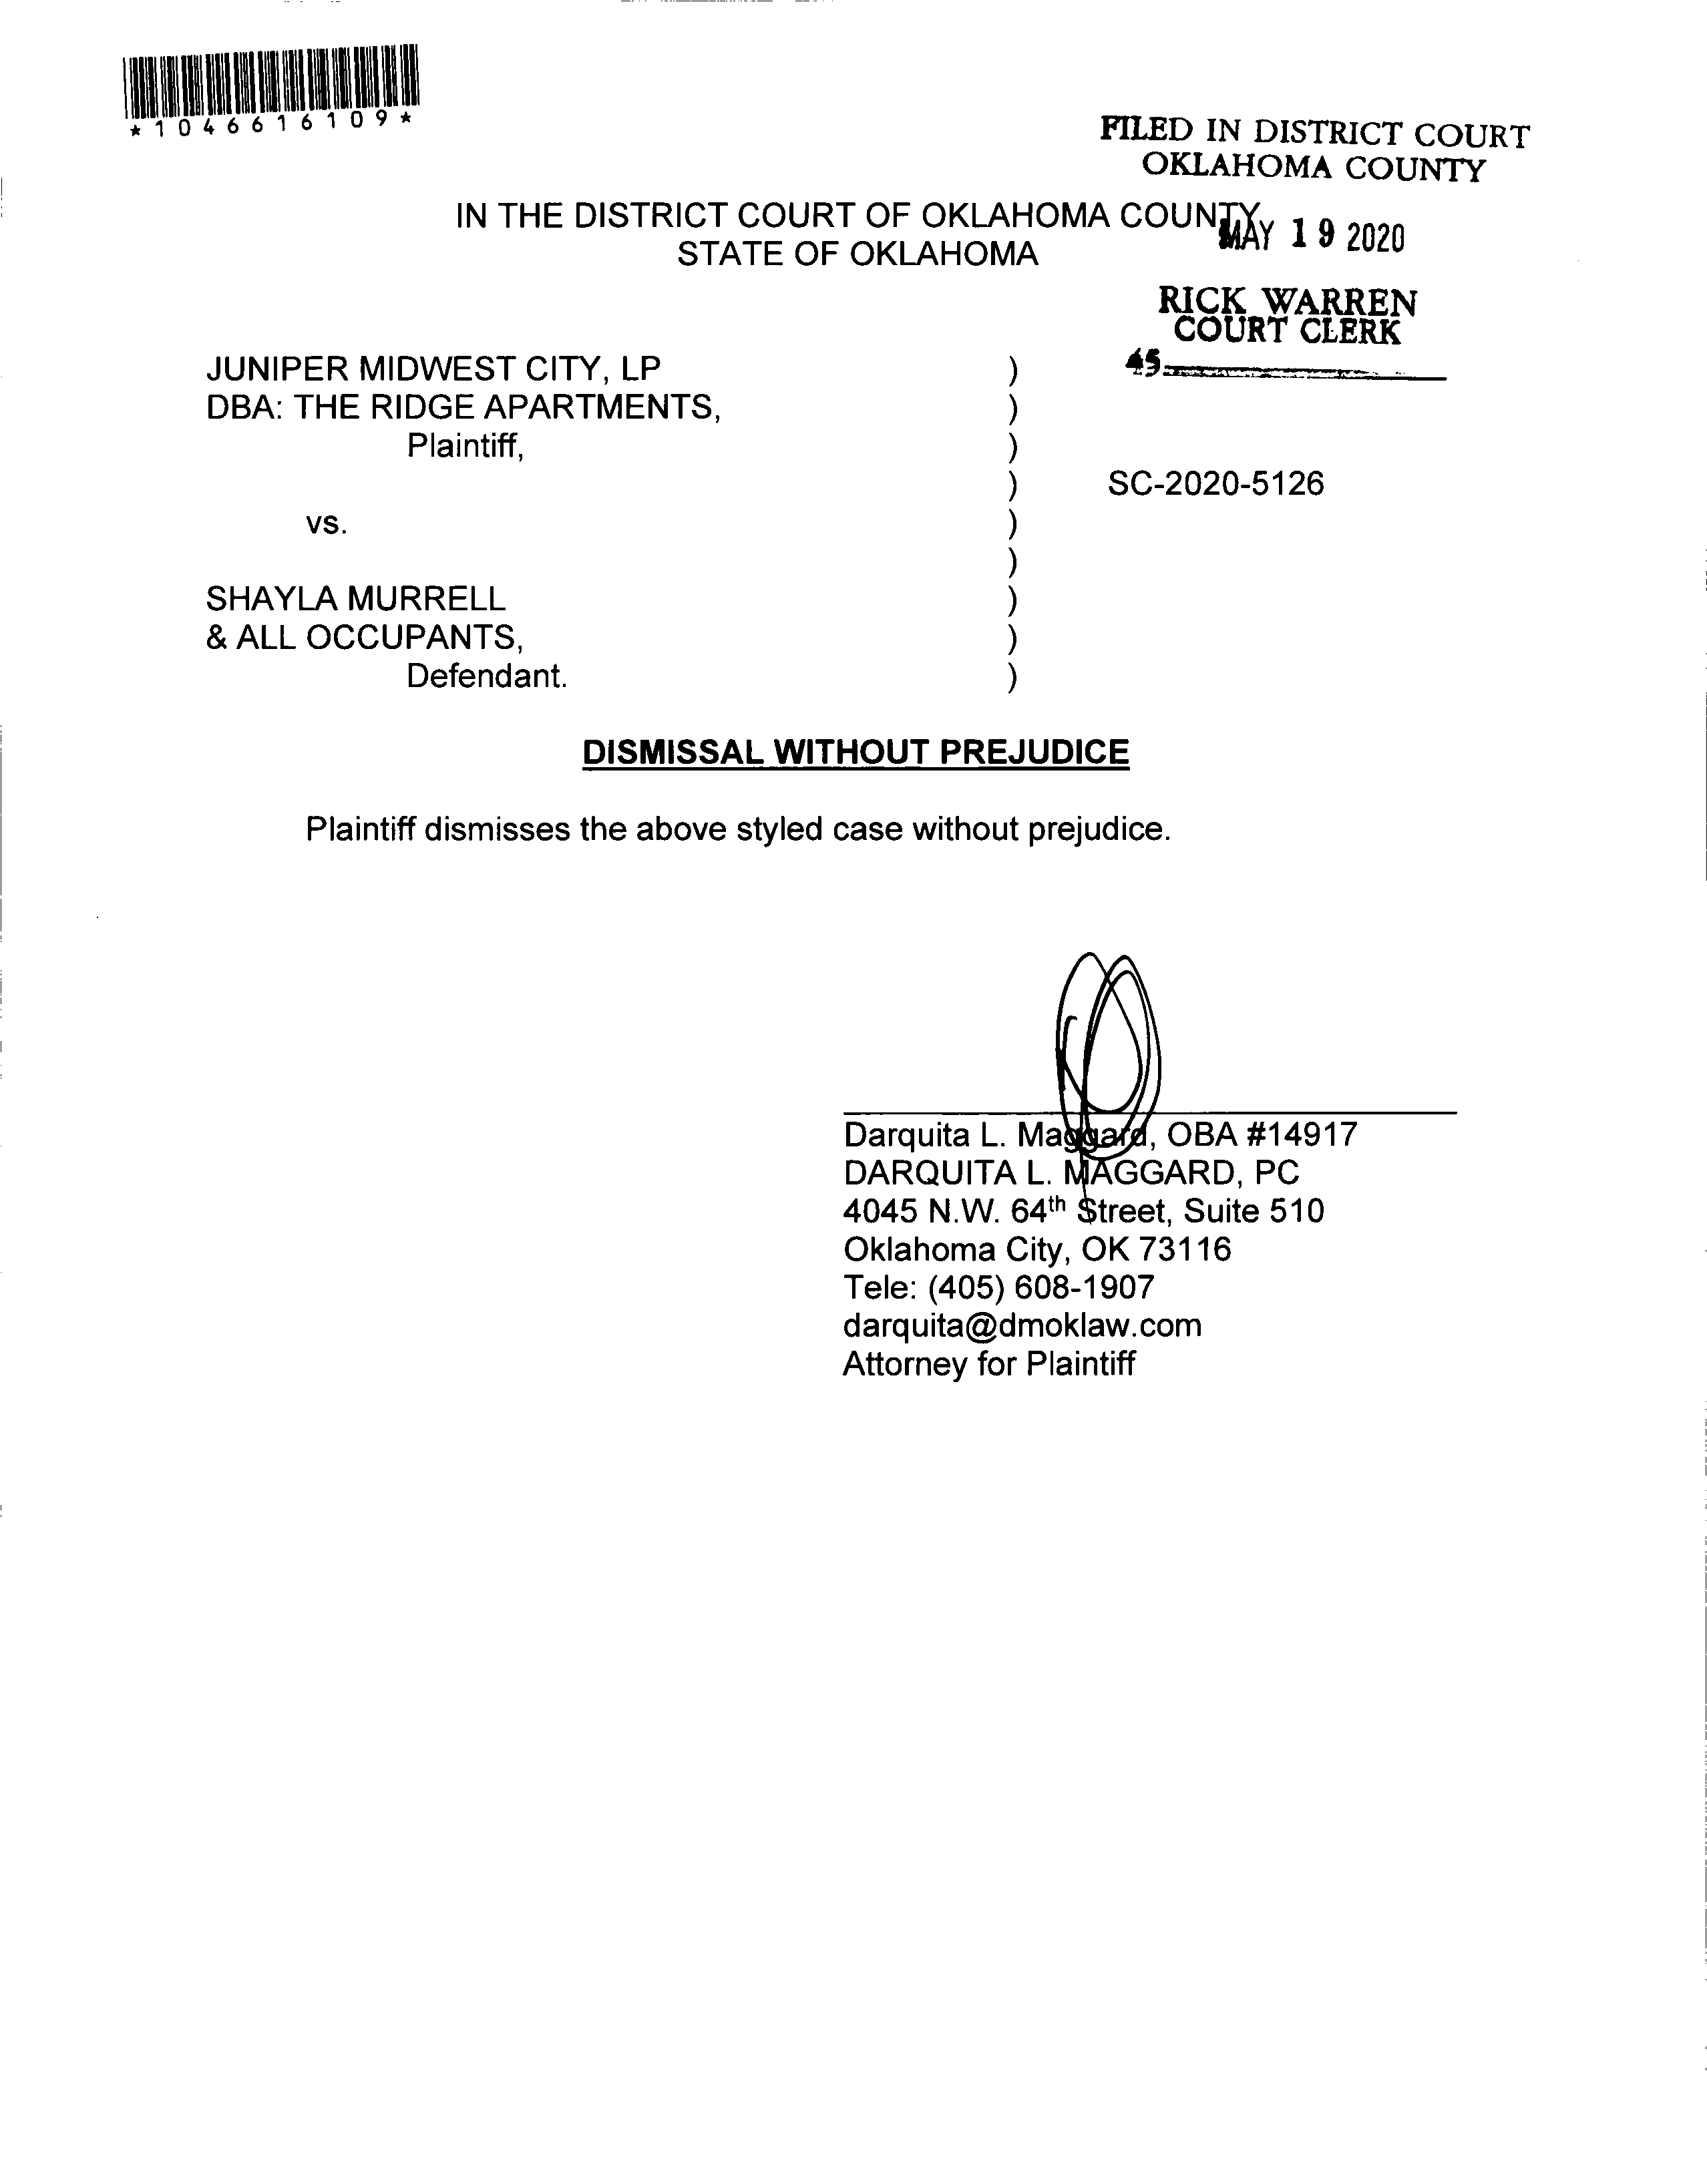 *1046616109*
FILED IN DISTRICT COURT
OKLAHOMA COUNTY
IN THE DISTRICT COURT OF OKLAHOMA COUNTY
MAY 19 2020
STATE OF OKLAHOMA
RICK WARREN
COURT CLERK
45
JUNIPER MIDWEST CITY, LP )
DBA: THE RIDGE APARTMENTS, )
Plaintiff, )
) SC-2020-5126
vs. )
)
SHAYLA MURRELL )
& ALL OCCUPANTS, )
Defendant. )
DISMISSAL WITHOUT PREJUDICE
Plaintiff dismisses the above styled case without prejudice.
Darquita L. Maggard, OBA #14917
DARQUITA L. MAGGARD, PC
4045 N.W. 64th Street, Suite 510
Oklahoma City, OK 73116
Tele: (405) 608-1907
darquita@dmoklaw.com
Attorney for Plaintiff